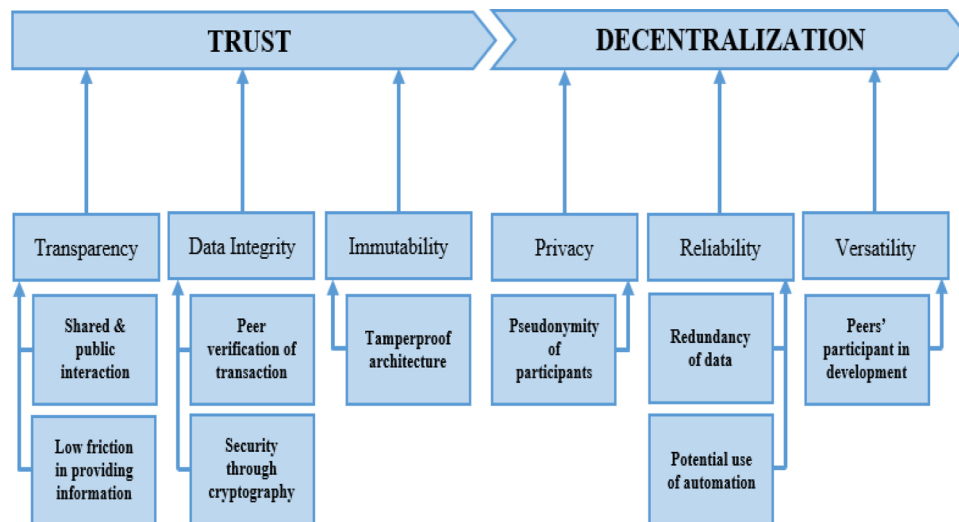 TRUST
DECENTRALIZATION
Transparency
Data Integrity
Immutability
Privacy
Reliability
Versatility
Shared &
public
interaction
Peer
verification of
transaction
Tamperproof
architecture
Pseudonymity
of
participants
Redundancy
of data
Peers’
participant in
development
Low friction
in providing
information
Security
through
cryptography
Potential use
of automation